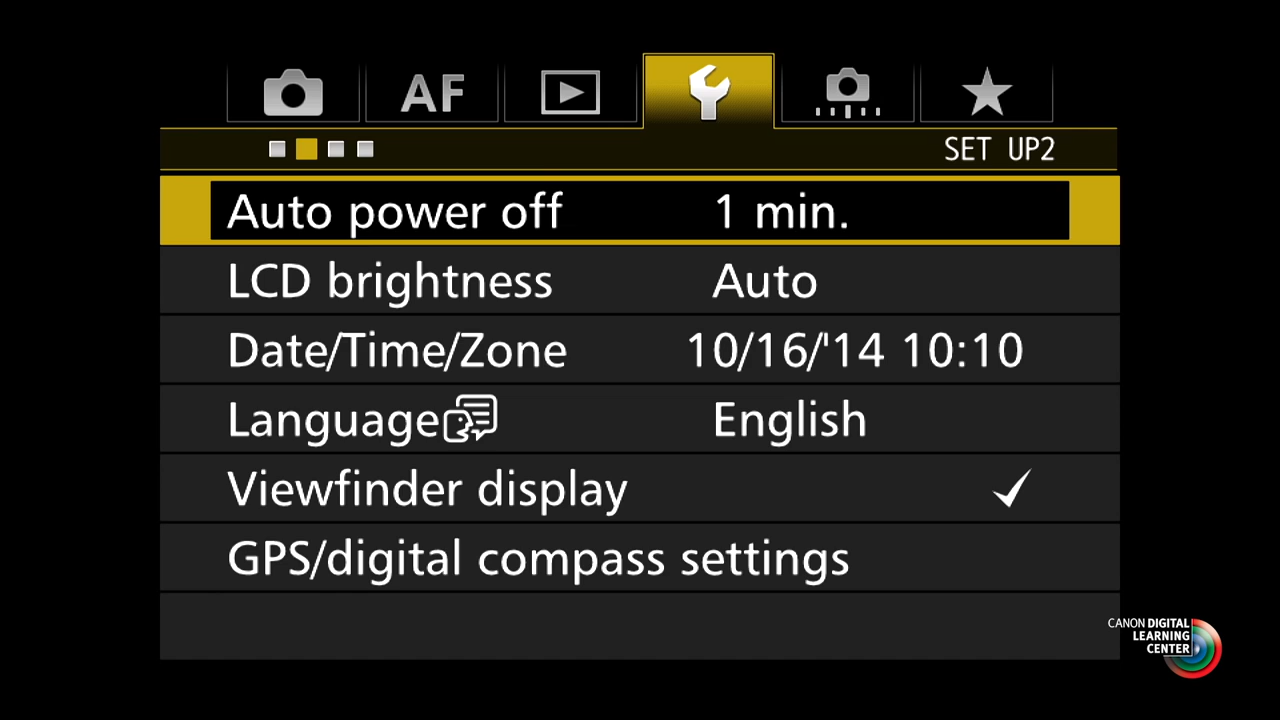 AF
SET UP2
Auto power off 1 min.
LCD brightness Auto
Date/Time/Zone 10/16/'14 10:10
Language English
Viewfinder display
GPS/digital compass settings
CANON DIGITAL
LEARNING
CENTER